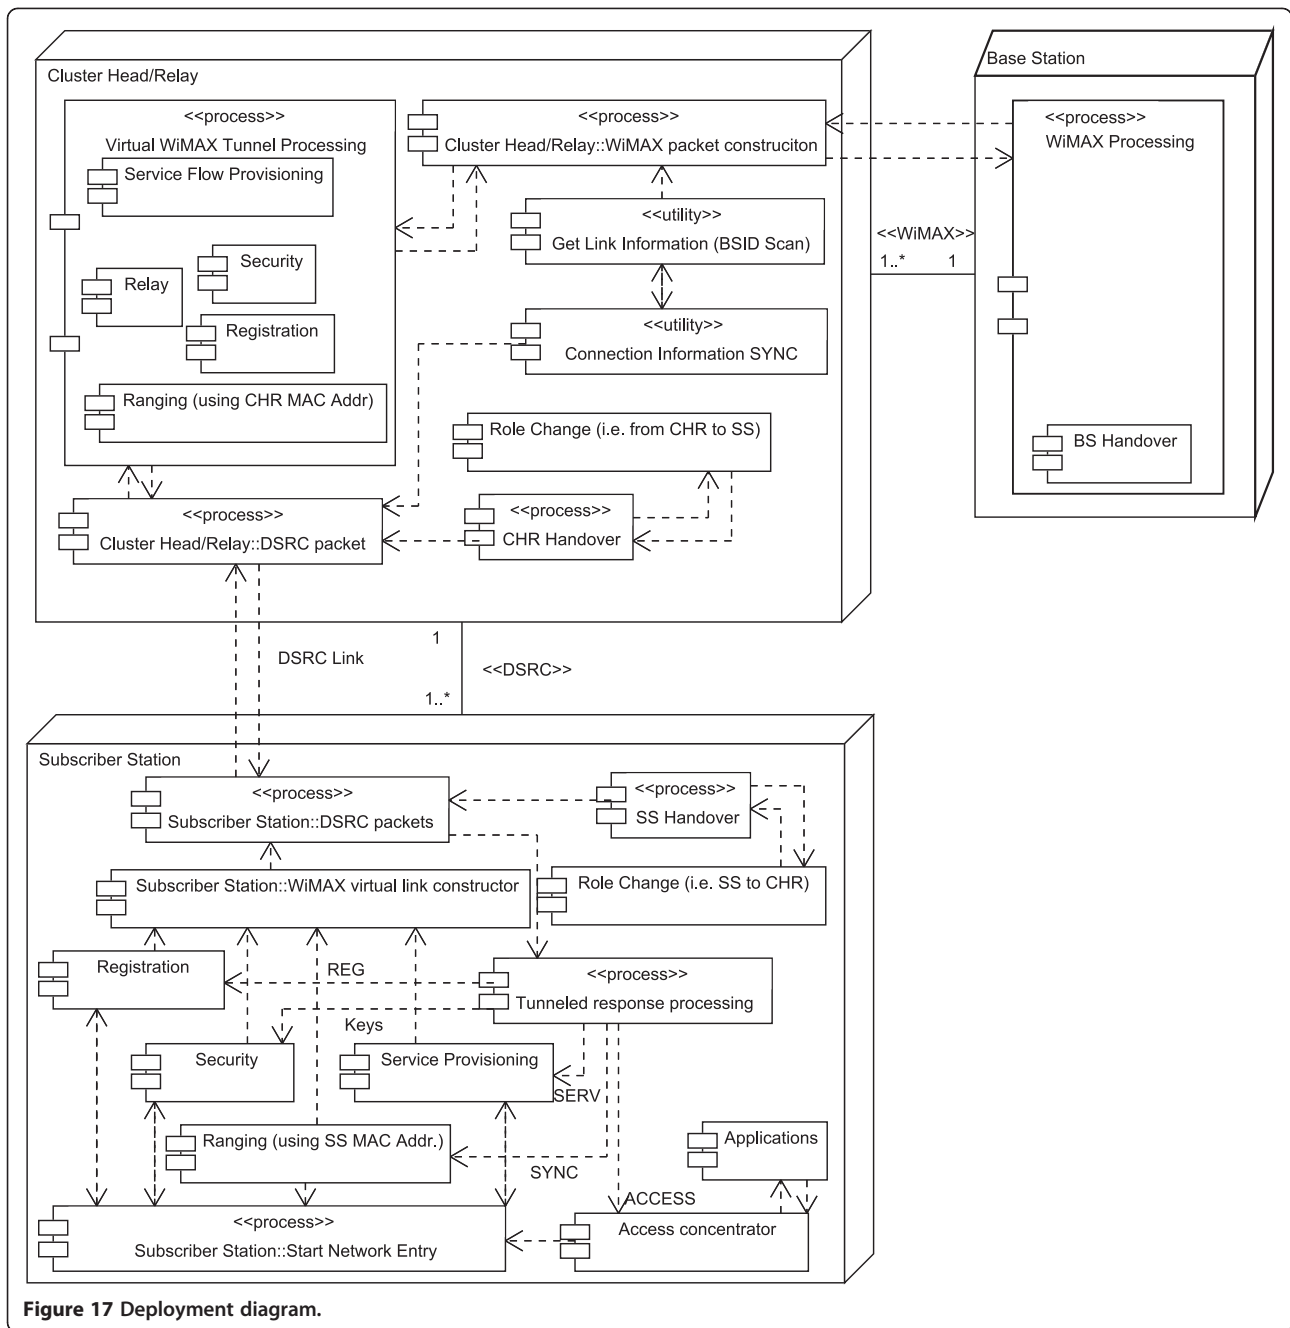 Cluster Head/Relay
<<process>>
Virtual WiMAX Tunnel Processing
Service Flow Provisioning
Security
Relay
Registration
Ranging (using CHR MAC Addr)
<<process>>
Cluster Head/Relay::WiMAX packet construciton
<<utility>>
Get Link Information (BSID Scan)
<<utility>>
Connection Information SYNC
Role Change (i.e. from CHR to SS)
<<process>>
CHR Handover
<<process>>
Cluster Head/Relay::DSRC packet
<<WiMAX>>
1..* 1
Base Station
<<process>>
WiMAX Processing
BS Handover
DSRC Link
1
<<DSRC>>
1..*
Subscriber Station
<<process>>
Subscriber Station::DSRC packets
<<process>>
SS Handover
Subscriber Station::WiMAX virtual link constructor
Role Change (i.e. SS to CHR)
Registration
REG
<<process>>
Tunneled response processing
Keys
Security
Service Provisioning
SERV
Ranging (using SS MAC Addr.)
SYNC
Applications
ACCESS
<<process>>
Subscriber Station::Start Network Entry
Access concentrator
Figure 17 Deployment diagram.